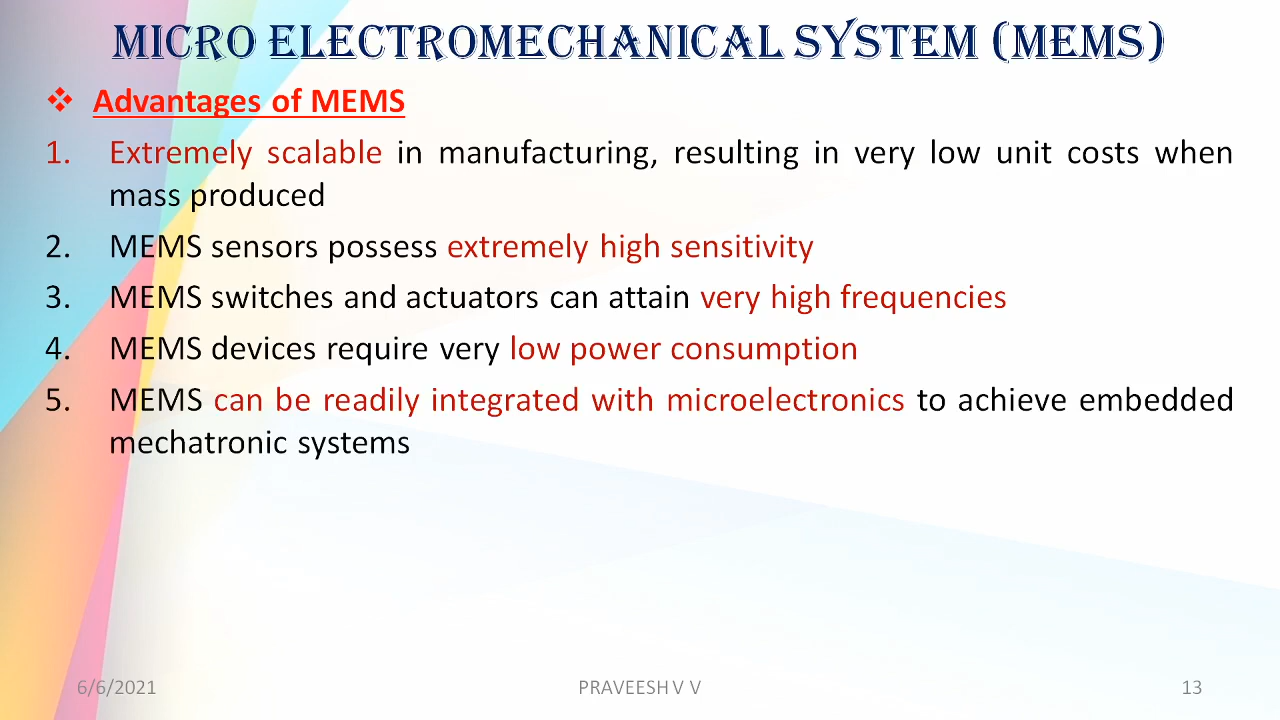 MICRO ELECTROMECHANICAL SYSTEM (MEMS)
❖ Advantages of MEMS
1. Extremely scalable in manufacturing, resulting in very low unit costs when
mass produced
2. MEMS sensors possess extremely high sensitivity
3. MEMS switches and actuators can attain very high frequencies
4. MEMS devices require very low power consumption
5. MEMS can be readily integrated with microelectronics to achieve embedded
mechatronic systems
6/6/2021 PRAVEESH V V 13